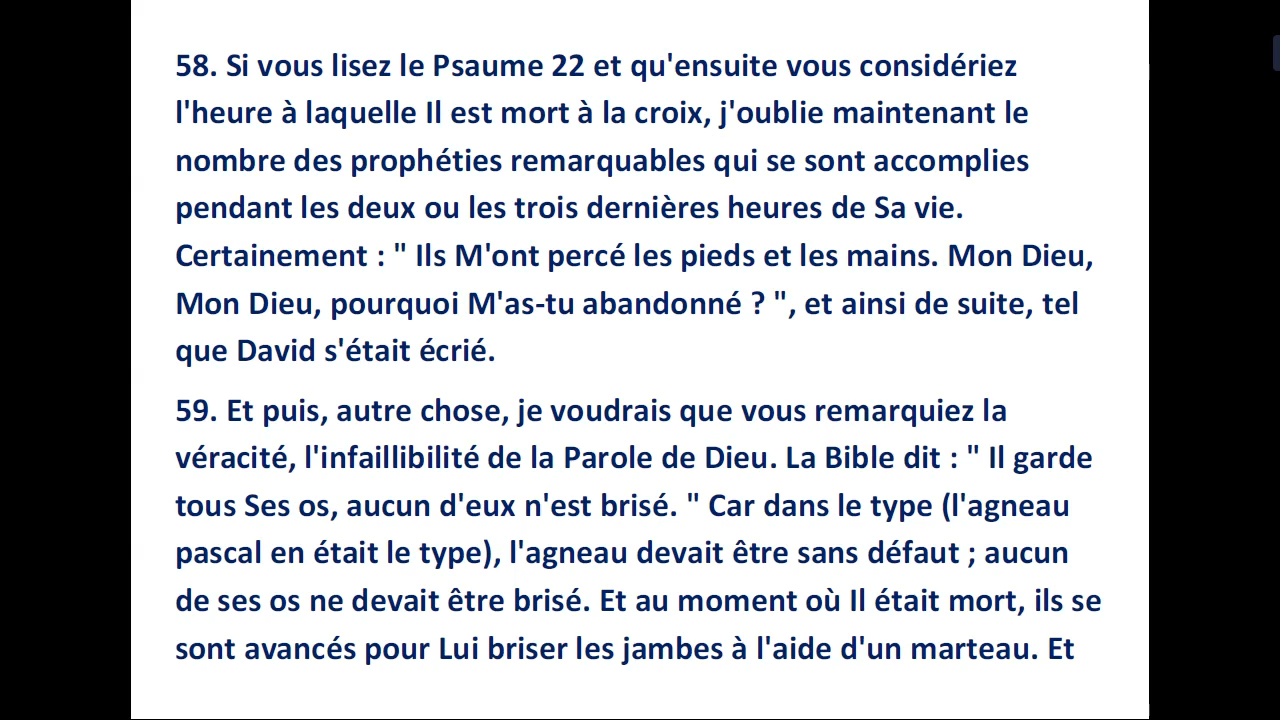 58. Si vous lisez le Psaume 22 et qu'ensuite vous considériez
l'heure à laquelle Il est mort à la croix, j'oublie maintenant le
nombre des prophéties remarquables qui se sont accomplies
pendant les deux ou les trois dernières heures de Sa vie.
Certainement : " Ils M'ont percé les pieds et les mains. Mon Dieu,
Mon Dieu, pourquoi M'as-tu abandonné ? ", et ainsi de suite, tel
que David s'était écrié.
59. Et puis, autre chose, je voudrais que vous remarquiez la
véracité, l'infaillibilité de la Parole de Dieu. La Bible dit : " Il garde
tous Ses os, aucun d'eux n'est brisé. " Car dans le type (l'agneau
pascal en était le type), l'agneau devait être sans défaut ; aucun
de ses os ne devait être brisé. Et au moment où Il était mort, ils se
sont avancés pour Lui briser les jambes à l'aide d'un marteau. Et